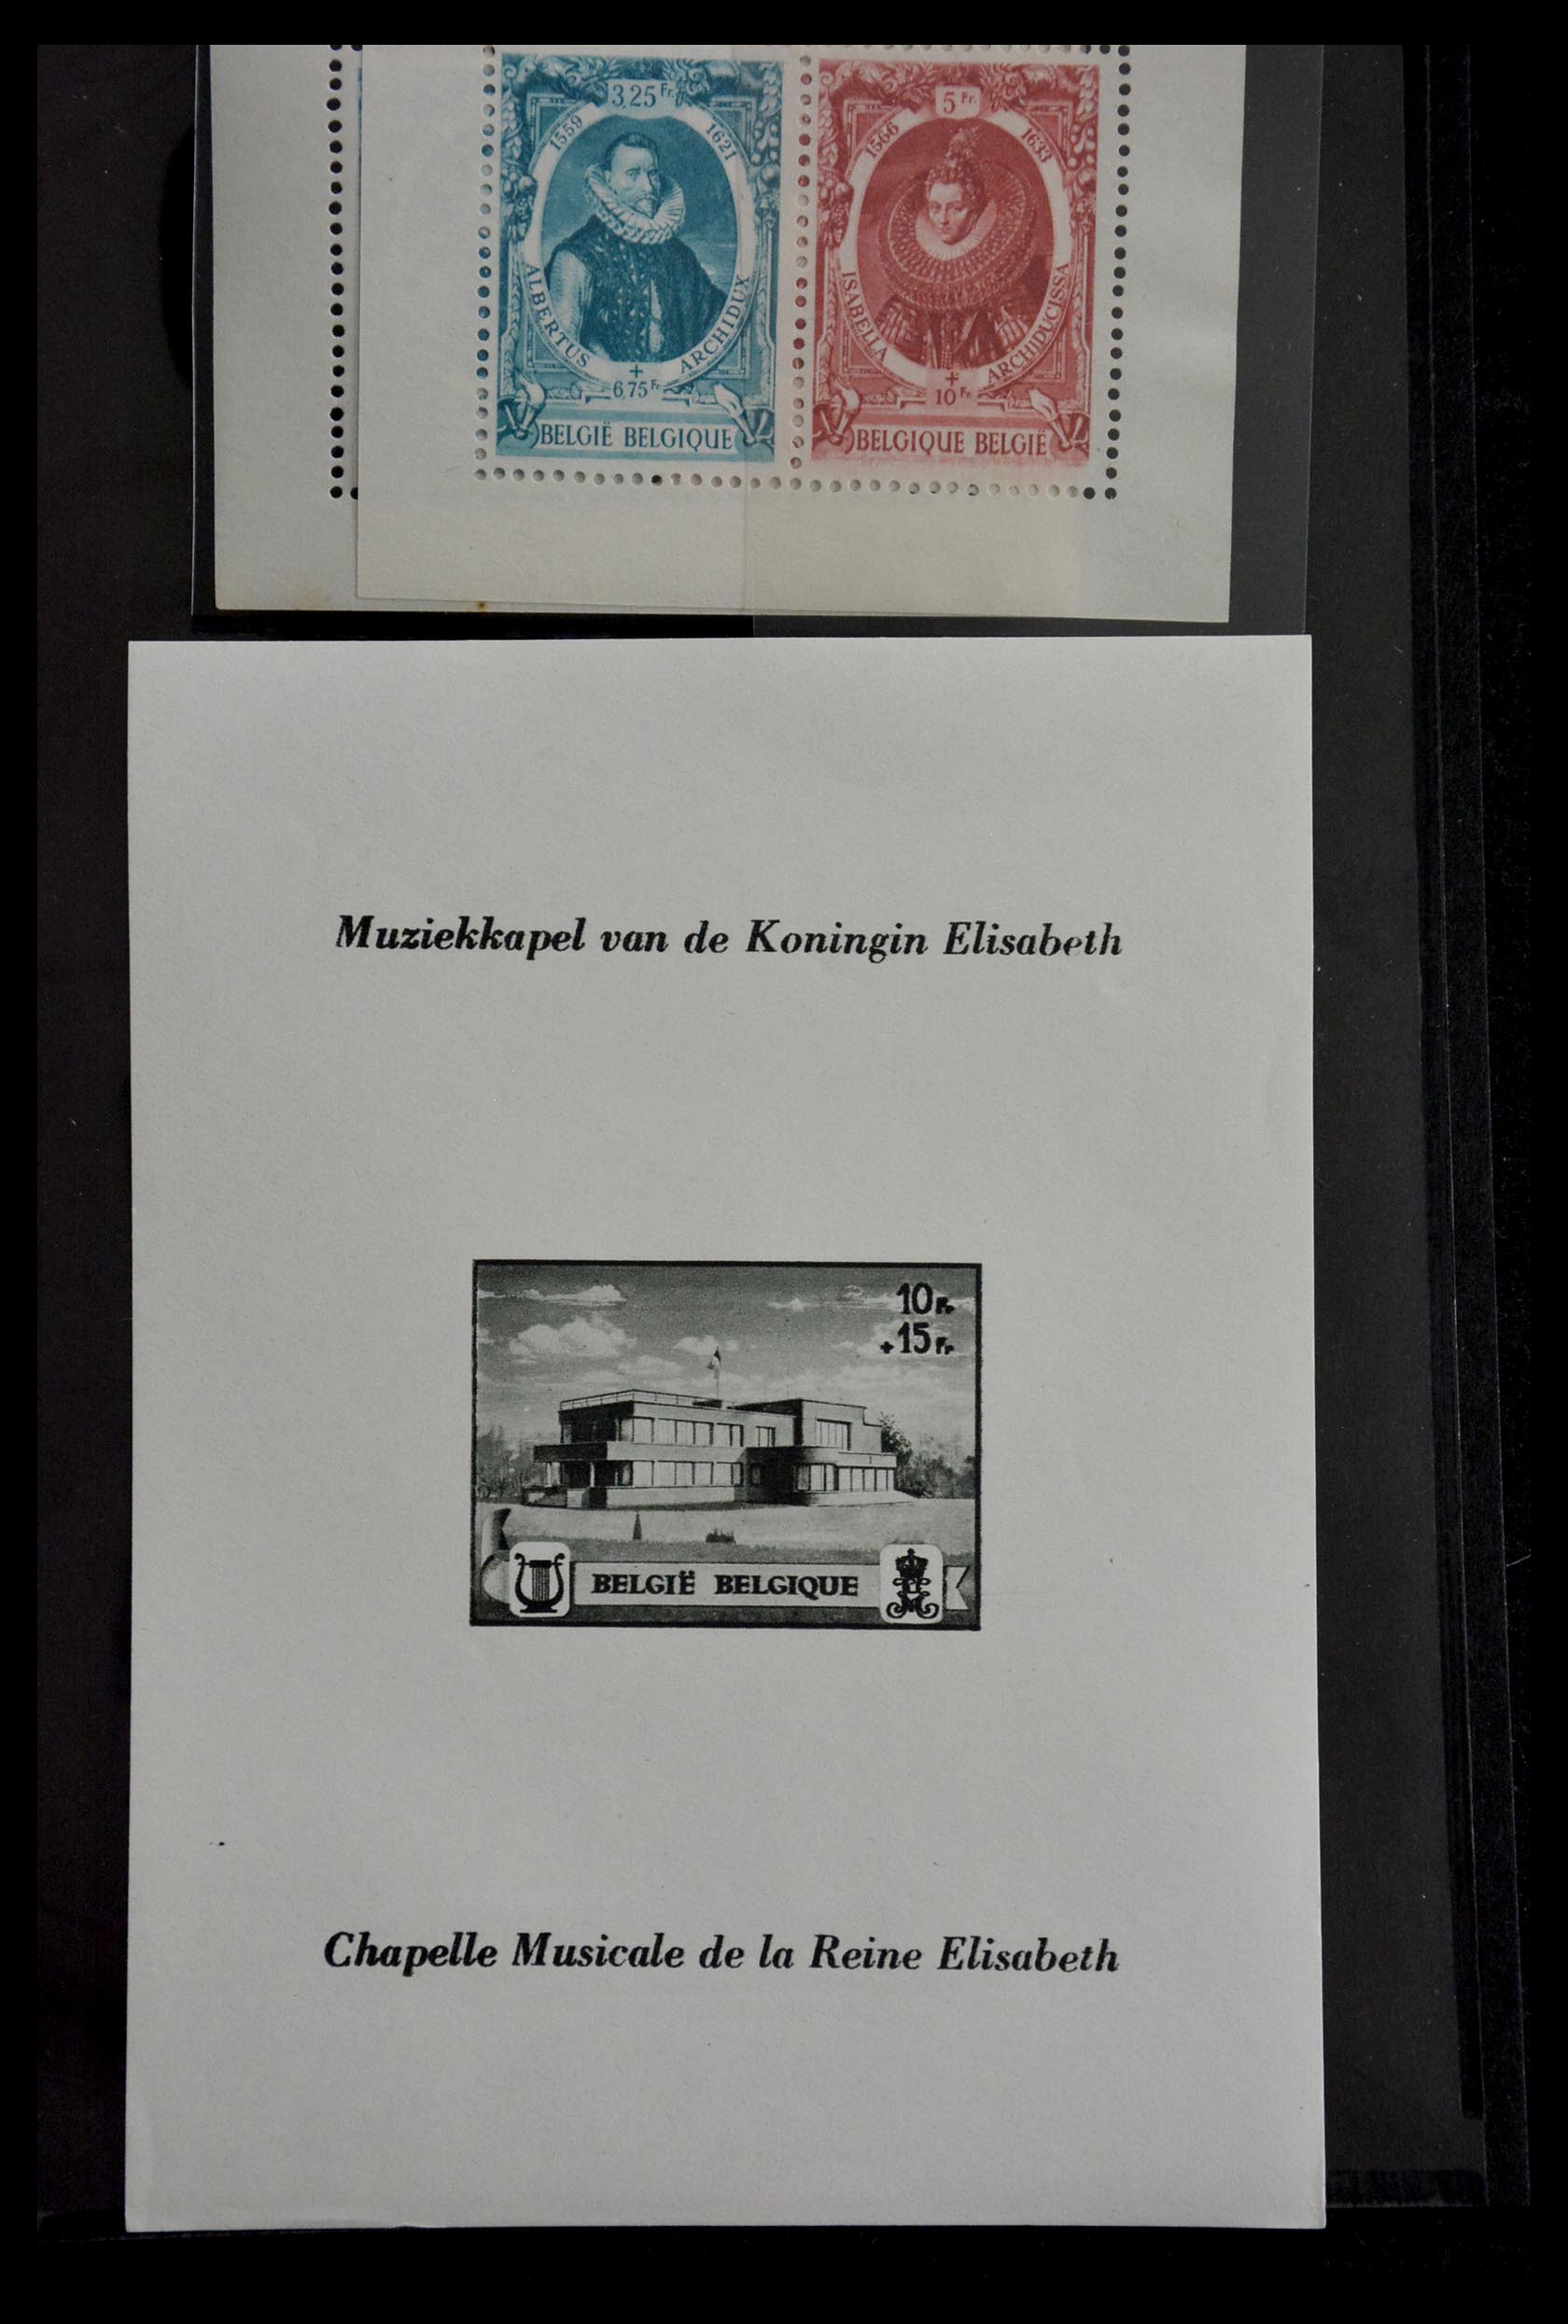 3,25 Fr.
1559 1621
ALBERTUS ARCHIDUX
+
6,75 Fr.
BELGIË BELGIQUE
5 Fr.
1566 1633
ISABELLA ARCHIDUCISSA
+
10 Fr.
BELGIQUE BELGIË
Muziekkapel van de Koningin Elisabeth
10 Fr.
+15 Fr.
BELGIË BELGIQUE
Chapelle Musicale de la Reine Elisabeth